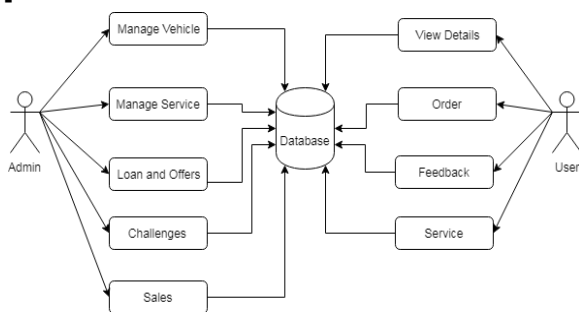 Manage Vehicle
View Details
Manage Service
Order
Database
Admin
Loan and Offers
Feedback
User
Challenges
Service
Sales